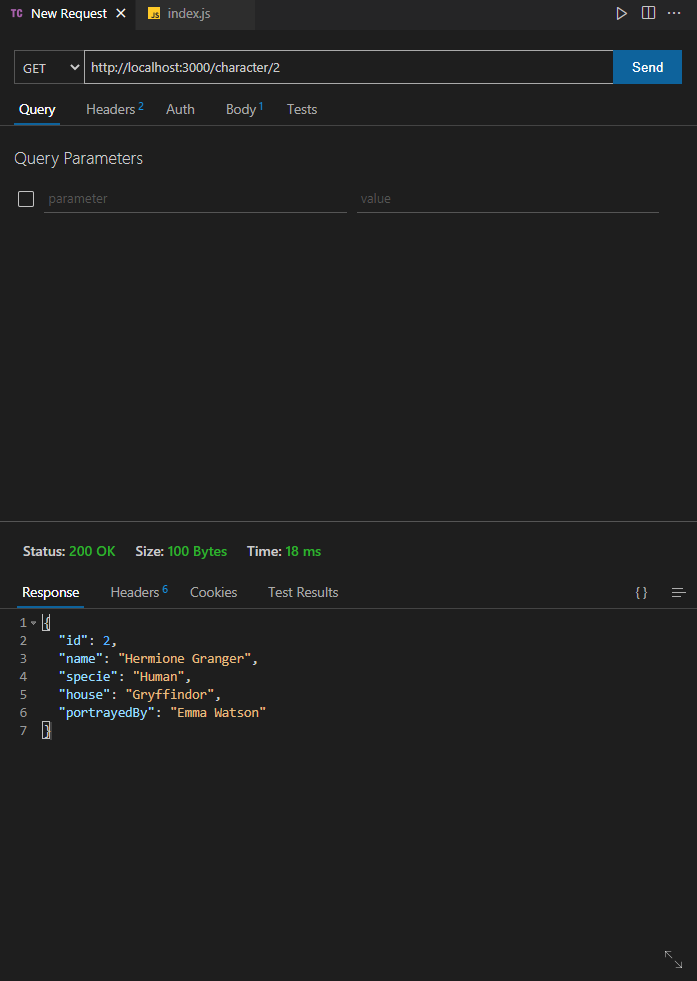 TC New Request
JS index.js
GET http://localhost:3000/character/2 Send
Query Headers 2 Auth Body 1 Tests
Query Parameters
parameter value
Status: 200 OK Size: 100 Bytes Time: 18 ms
Response Headers 6 Cookies Test Results { }
1 {
2 "id": 2,
3 "name": "Hermione Granger",
4 "specie": "Human",
5 "house": "Gryffindor",
6 "portrayedBy": "Emma Watson"
7 }